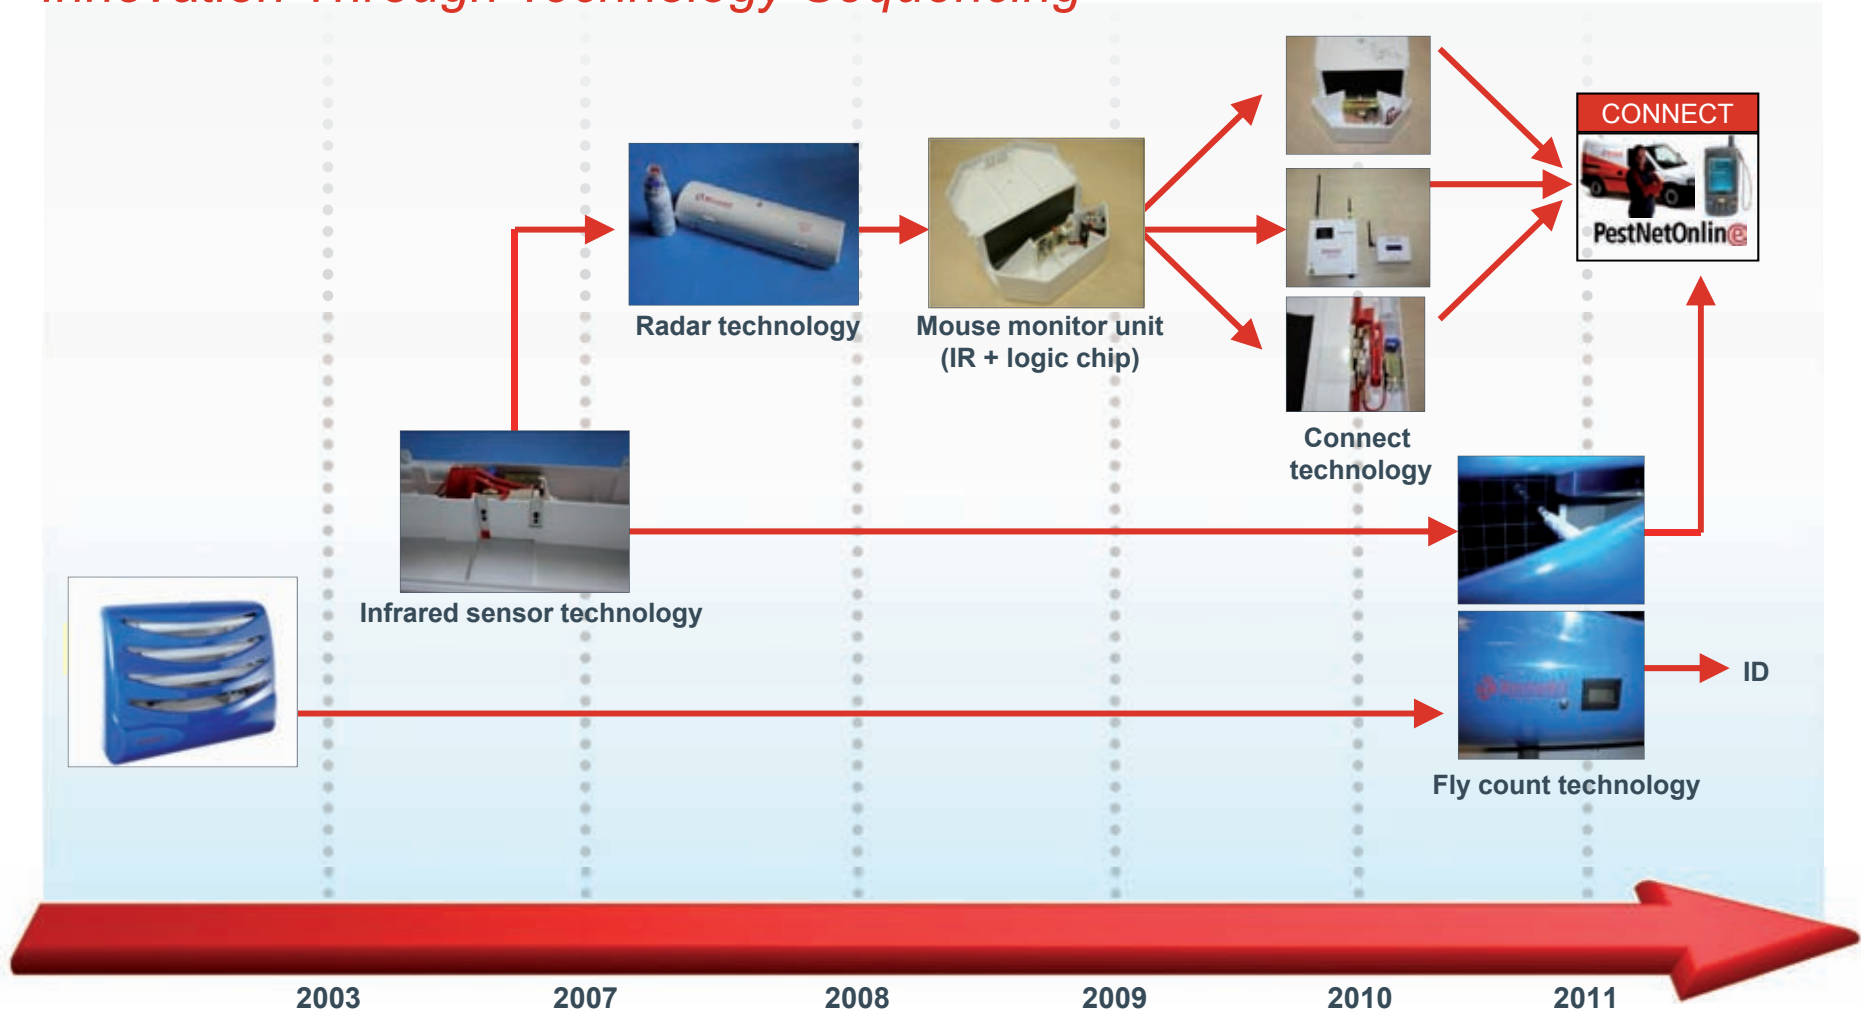 Innovation Through Technology Sequencing
CONNECT
PestNetOnline
Radar technology
Mouse monitor unit
(IR + logic chip)
Connect
technology
Infrared sensor technology
ID
Fly count technology
2003
2007
2008
2009
2010
2011